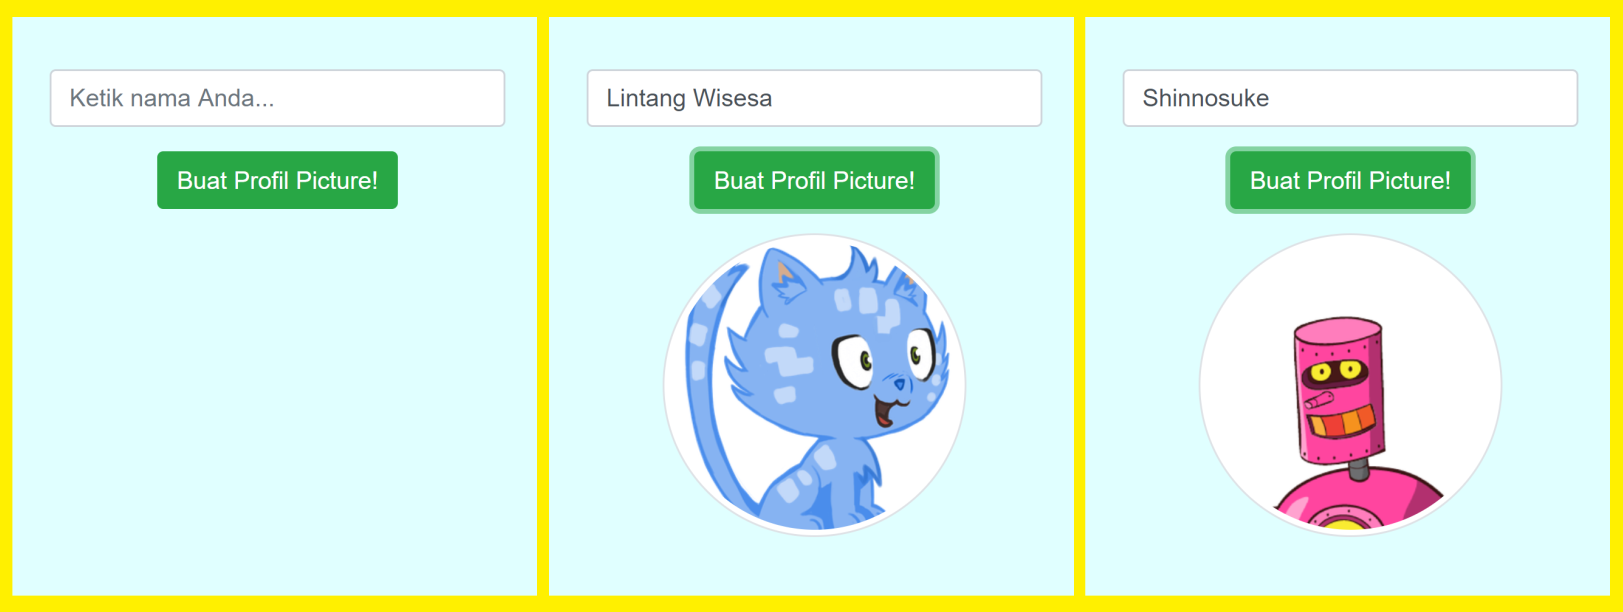 Ketik nama Anda...
Buat Profil Picture!
Lintang Wisesa
Buat Profil Picture!
Shinnosuke
Buat Profil Picture!